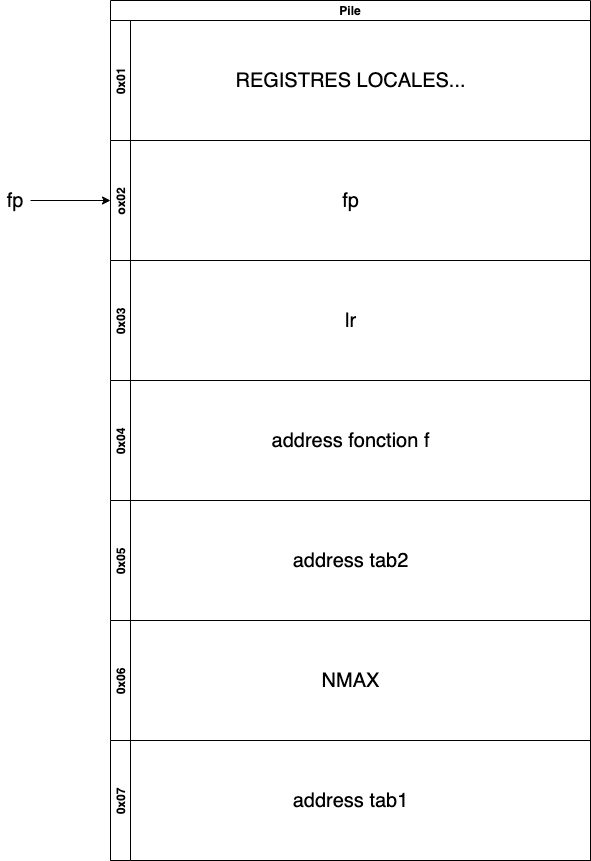 Pile
0x01
REGISTRES LOCALES...
fp
ox02
fp
0x03
lr
0x04
address fonction f
0x05
address tab2
0x06
NMAX
0x07
address tab1